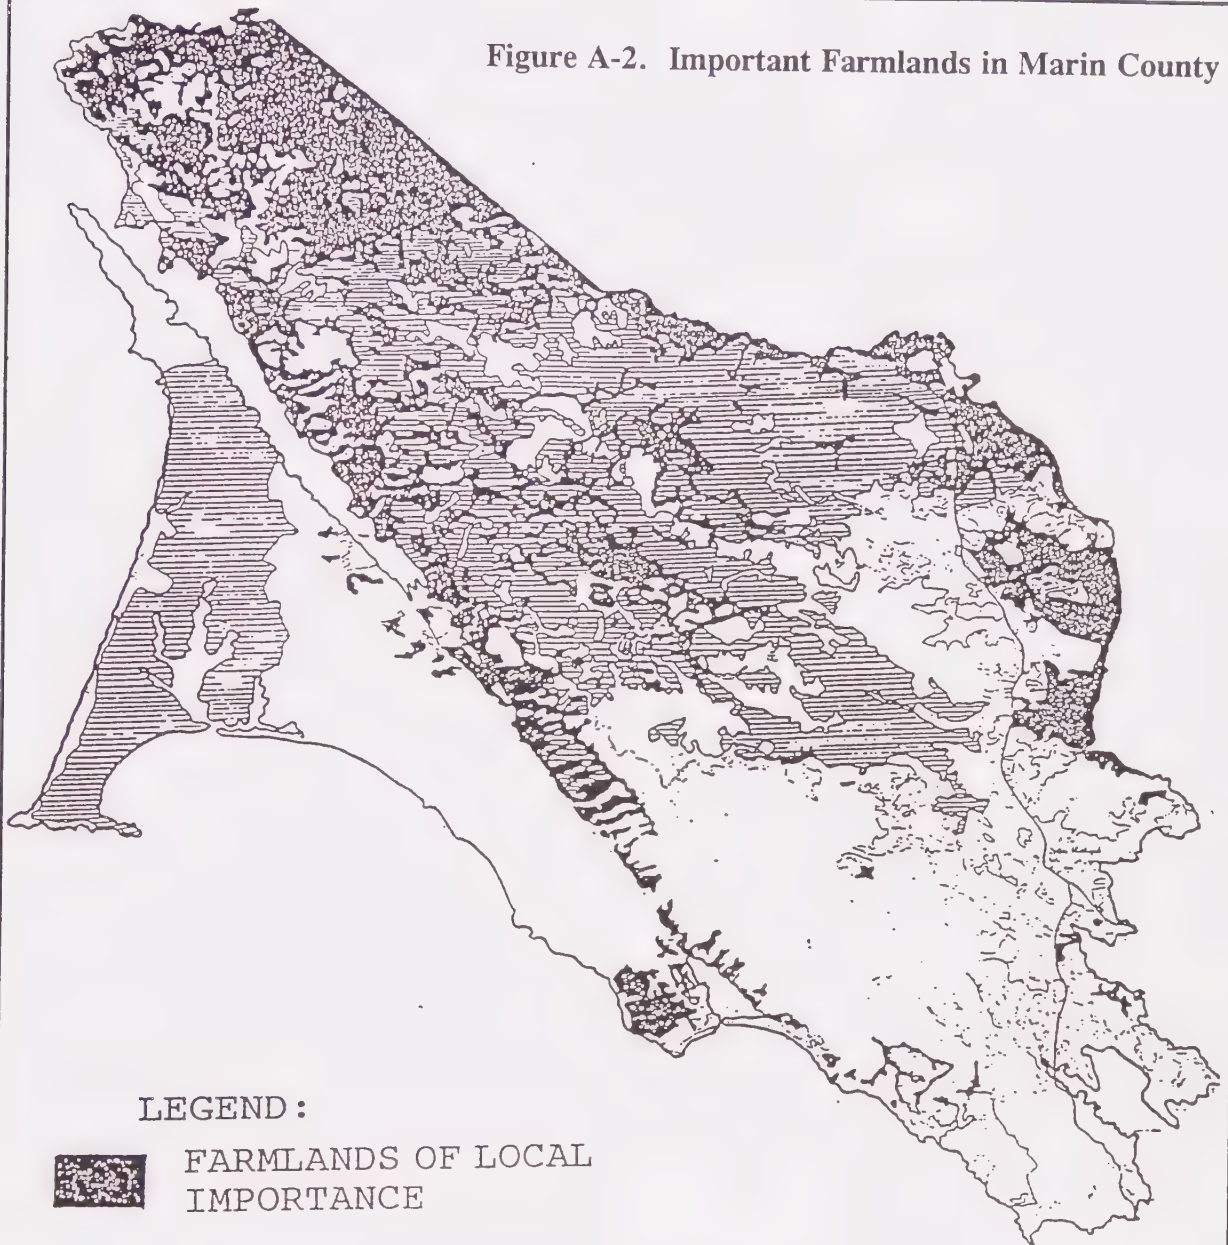 Figure A-2. Important Farmlands in Marin County
LEGEND:
FARMLANDS OF LOCAL
IMPORTANCE